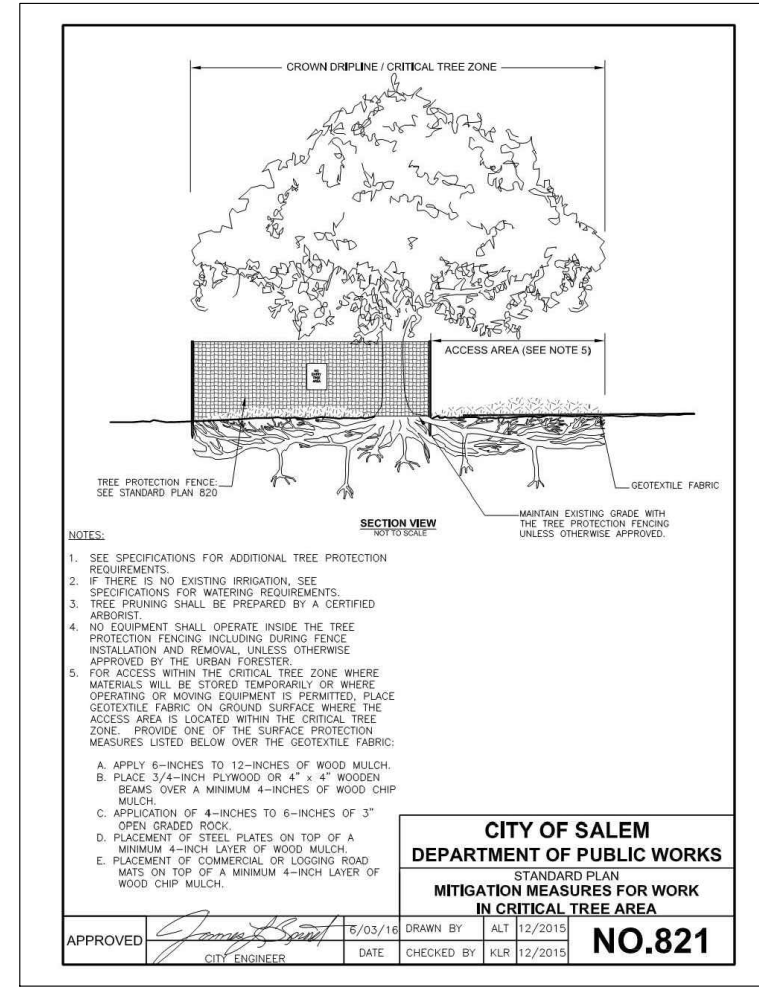 CROWN DRIPLINE / CRITICAL TREE ZONE
ACCESS AREA (SEE NOTE 5)
TREE PROTECTION FENCE:
SEE STANDARD PLAN 820
GEOTEXTILE FABRIC
MAINTAIN EXISTING GRADE WITH
THE TREE PROTECTION FENCING
UNLESS OTHERWISE APPROVED.
SECTION VIEW
NOT TO SCALE
NOTES:
1. SEE SPECIFICATIONS FOR ADDITIONAL TREE PROTECTION
REQUIREMENTS.
2. IF THERE IS NO EXISTING IRRIGATION, SEE
SPECIFICATIONS FOR WATERING REQUIREMENTS.
3. TREE PRUNING SHALL BE PREPARED BY A CERTIFIED
ARBORIST.
4. NO EQUIPMENT SHALL OPERATE INSIDE THE TREE
PROTECTION FENCING INCLUDING DURING FENCE
INSTALLATION AND REMOVAL, UNLESS OTHERWISE
APPROVED BY THE URBAN FORESTER.
5. FOR ACCESS WITHIN THE CRITICAL TREE ZONE WHERE
MATERIALS WILL BE STORED TEMPORARILY OR WHERE
OPERATING OR MOVING EQUIPMENT IS PERMITTED, PLACE
GEOTEXTILE FABRIC ON GROUND SURFACE WHERE THE
ACCESS AREA IS LOCATED WITHIN THE CRITICAL TREE
ZONE. PROVIDE ONE OF THE SURFACE PROTECTION
MEASURES LISTED BELOW OVER THE GEOTEXTILE FABRIC:
A. APPLY 6-INCHES TO 12-INCHES OF WOOD MULCH.
B. PLACE 3/4-INCH PLYWOOD OR 4" x 4" WOODEN
BEAMS OVER A MINIMUM 4-INCHES OF WOOD CHIP
MULCH.
C. APPLICATION OF 4-INCHES TO 6-INCHES OF 3"
OPEN GRADED ROCK.
D. PLACEMENT OF STEEL PLATES ON TOP OF A
MINIMUM 4-INCH LAYER OF WOOD MULCH.
E. PLACEMENT OF COMMERCIAL OR LOGGING ROAD
MATS ON TOP OF A MINIMUM 4-INCH LAYER OF
WOOD CHIP MULCH.
CITY OF SALEM
DEPARTMENT OF PUBLIC WORKS
STANDARD PLAN
MITIGATION MEASURES FOR WORK
IN CRITICAL TREE AREA
APPROVED
CITY ENGINEER
6/03/16
DATE
DRAWN BY ALT 12/2015
CHECKED BY KLR 12/2015
NO.821